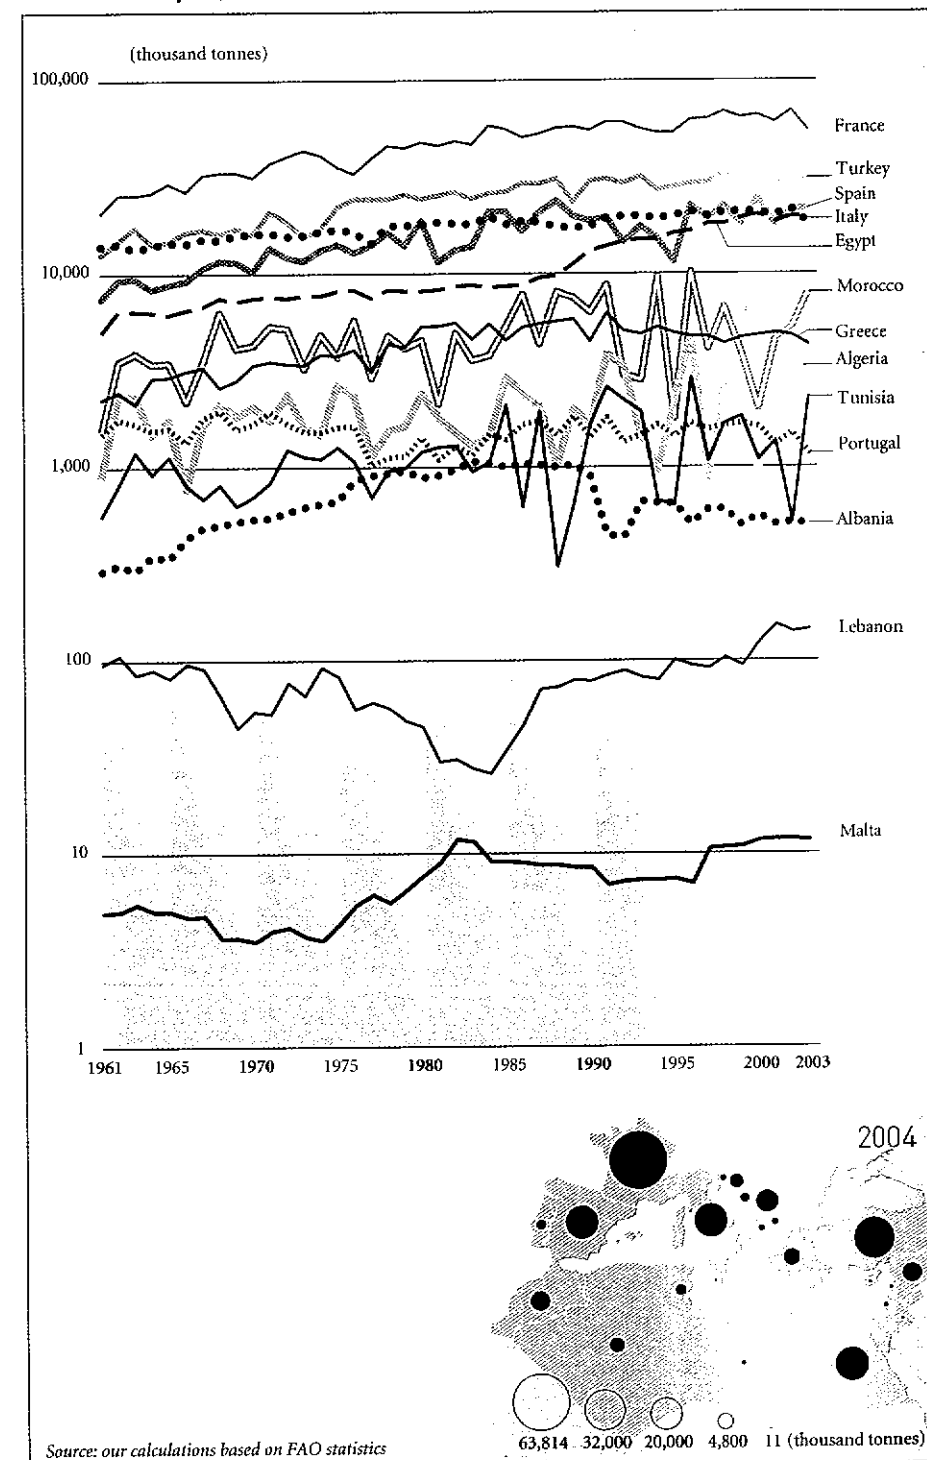 (thousand tonnes)
100,000
France
Turkey
Spain
Italy
Egypt
10,000
Morocco
Greece
Algeria
Tunisia
Portugal
1,000
Albania
Lebanon
100
Malta
10
1
1961 1965 1970 1975 1980 1985 1990 1995 2000 2003
2004
63,814 32,000 20,000 4,800 11 (thousand tonnes)
Source: our calculations based on FAO statistics